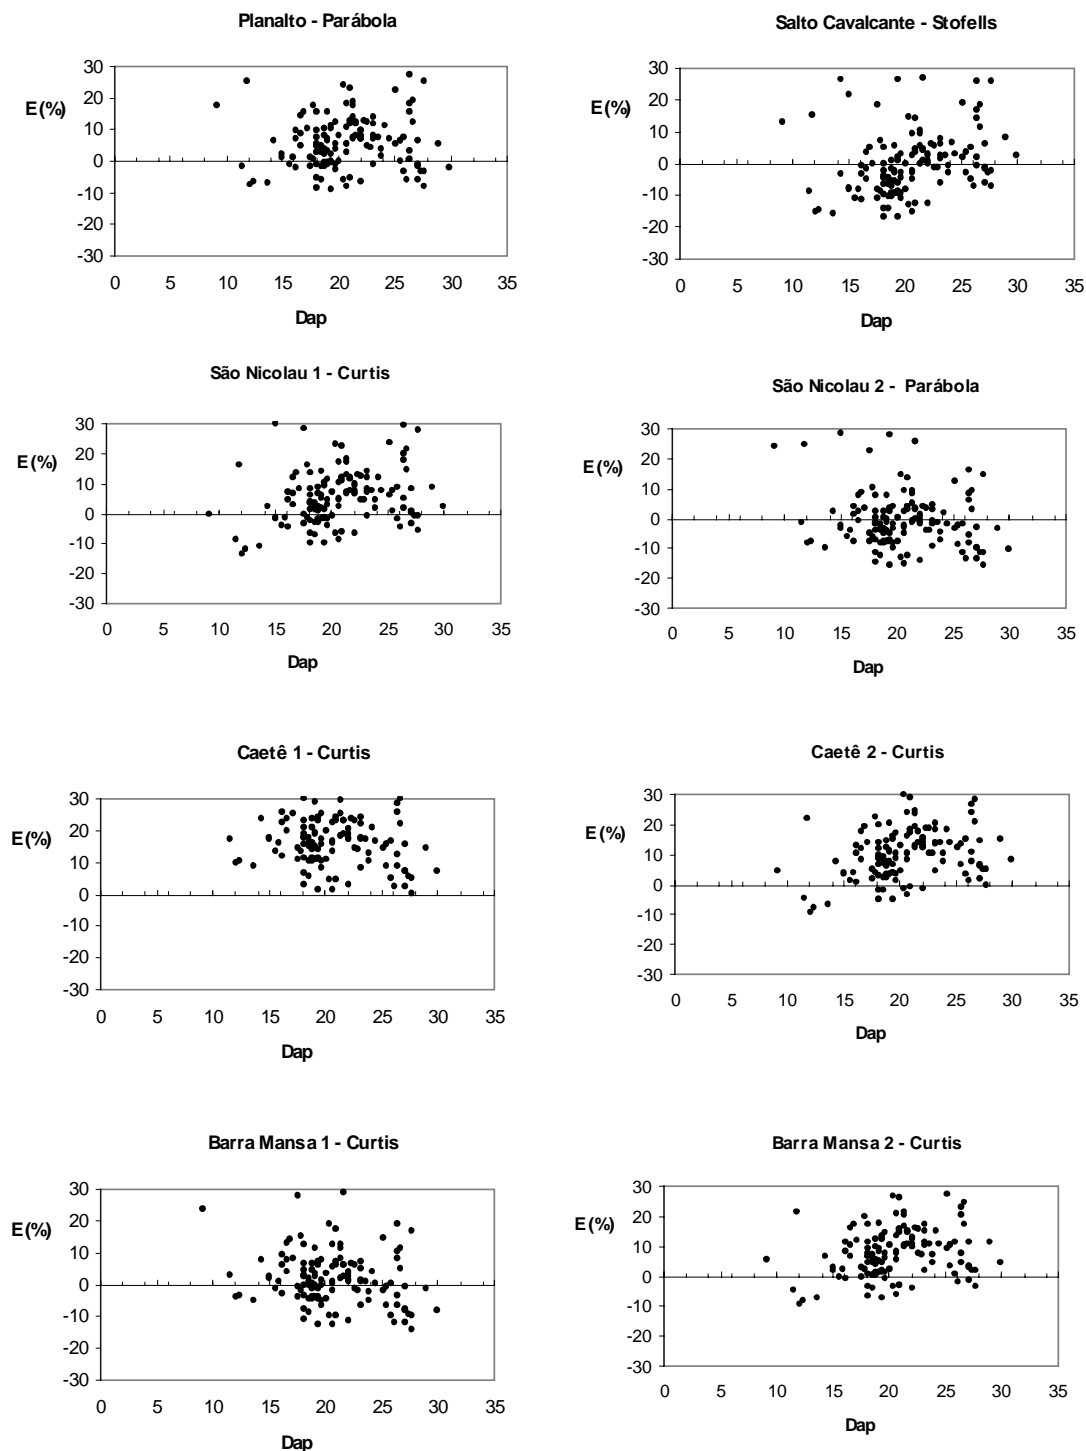 Planalto - Parábola
30
E (%)
20
10
0
-10
-20
-30
0 5 10 15 20 25 30 35
Dap
Salto Cavalcante - Stofells
30
E (%)
20
10
0
-10
-20
-30
0 5 10 15 20 25 30 35
Dap
São Nicolau 1 - Curtis
30
E (%)
20
10
0
-10
-20
-30
0 5 10 15 20 25 30 35
Dap
São Nicolau 2 - Parábola
30
E (%)
20
10
0
-10
-20
-30
0 5 10 15 20 25 30 35
Dap
Caetê 1 - Curtis
30
E (%)
20
10
0
-10
-20
-30
0 5 10 15 20 25 30 35
Dap
Caetê 2 - Curtis
30
E (%)
20
10
0
-10
-20
-30
0 5 10 15 20 25 30 35
Dap
Barra Mansa 1 - Curtis
30
E (%)
20
10
0
-10
-20
-30
0 5 10 15 20 25 30 35
Dap
Barra Mansa 2 - Curtis
30
E (%)
20
10
0
-10
-20
-30
0 5 10 15 20 25 30 35
Dap